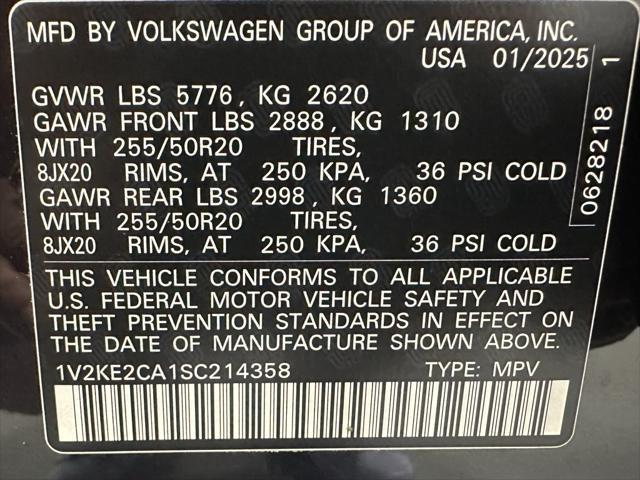 MFD BY VOLKSWAGEN GROUP OF AMERICA, INC.
USA 01/2025
GVWR LBS 5776, KG 2620
GAWR FRONT LBS 2888, KG 1310
WITH 255/50R20 TIRES,
8JX20 RIMS, AT 250 KPA, 36 PSI COLD
GAWR REAR LBS 2998, KG 1360
WITH 255/50R20 TIRES,
8JX20 RIMS, AT 250 KPA, 36 PSI COLD
THIS VEHICLE CONFORMS TO ALL APPLICABLE
U.S. FEDERAL MOTOR VEHICLE SAFETY AND
THEFT PREVENTION STANDARDS IN EFFECT ON
THE DATE OF MANUFACTURE SHOWN ABOVE.
1V2KE2CA1SC214358 TYPE: MPV
0628218 1